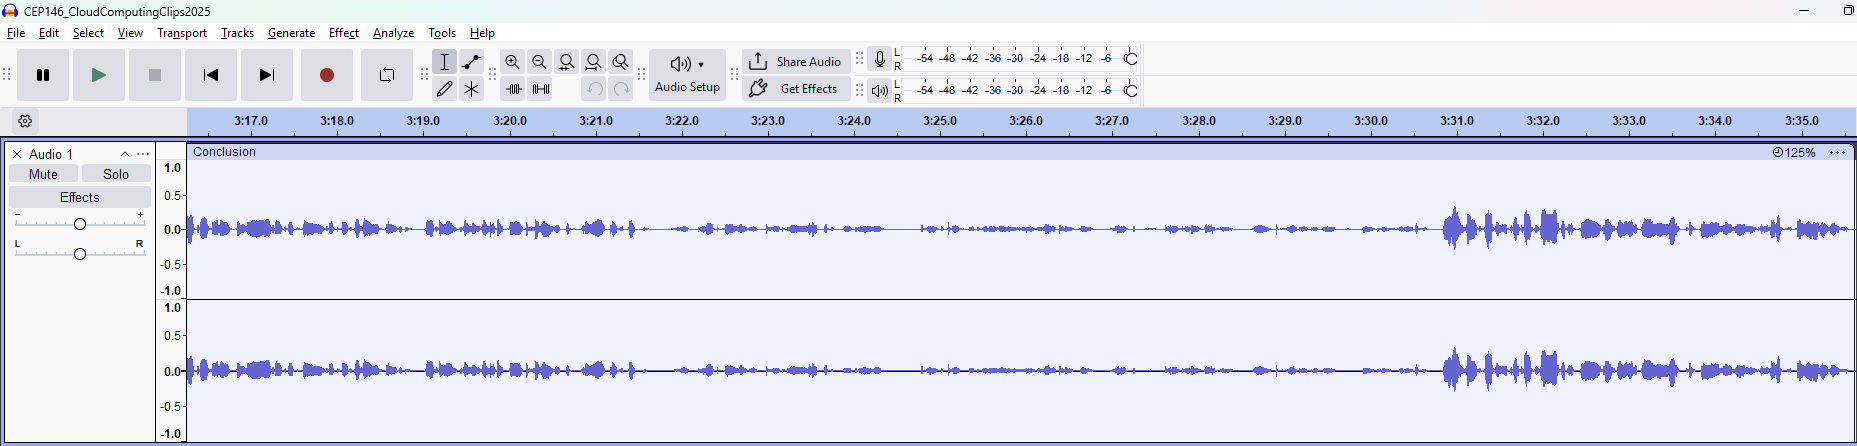 CEP146_CloudComputingClips2025
File Edit Select View Transport Tracks Generate Effect Analyze Tools Help
Audio Setup
Share Audio
Get Effects
L
R
-54 -48 -42 -36 -30 -24 -18 -12 -6
L
R
-54 -48 -42 -36 -30 -24 -18 -12 -6
3:17.0 3:18.0 3:19.0 3:20.0 3:21.0 3:22.0 3:23.0 3:24.0 3:25.0 3:26.0 3:27.0 3:28.0 3:29.0 3:30.0 3:31.0 3:32.0 3:33.0 3:34.0 3:35.0
Audio 1
Mute Solo
Effects
- +
L R
Conclusion 125%
1.0
0.5
0.0
-0.5
-1.0
1.0
0.5
0.0
-0.5
-1.0